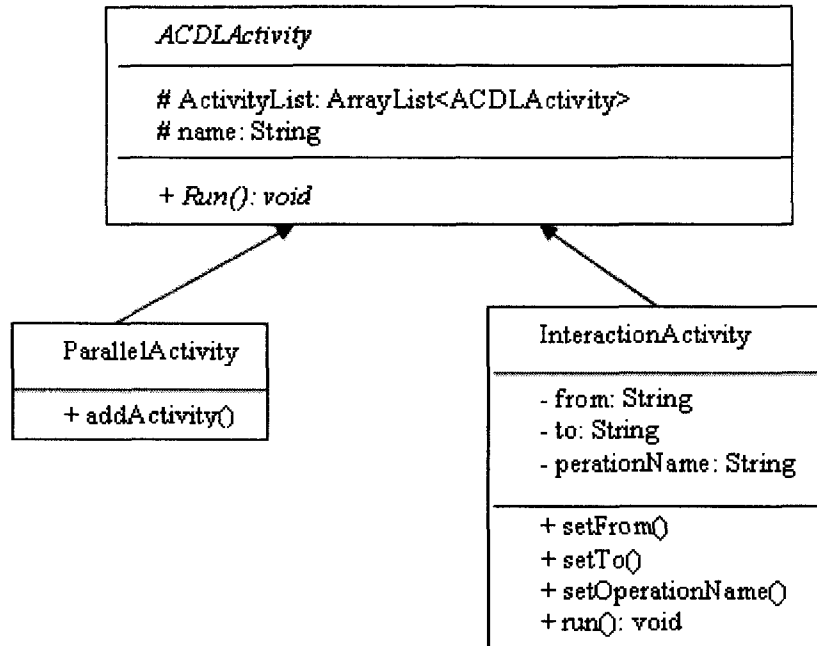 ACDLActivity
# ActivityList: ArrayList<ACDLActivity>
# name: String
+ Run(): void
ParallelActivity
+ addActivity()
InteractionActivity
- from: String
- to: String
- perationName: String
+ setFrom()
+ setTo()
+ setOperationName()
+ run(): void